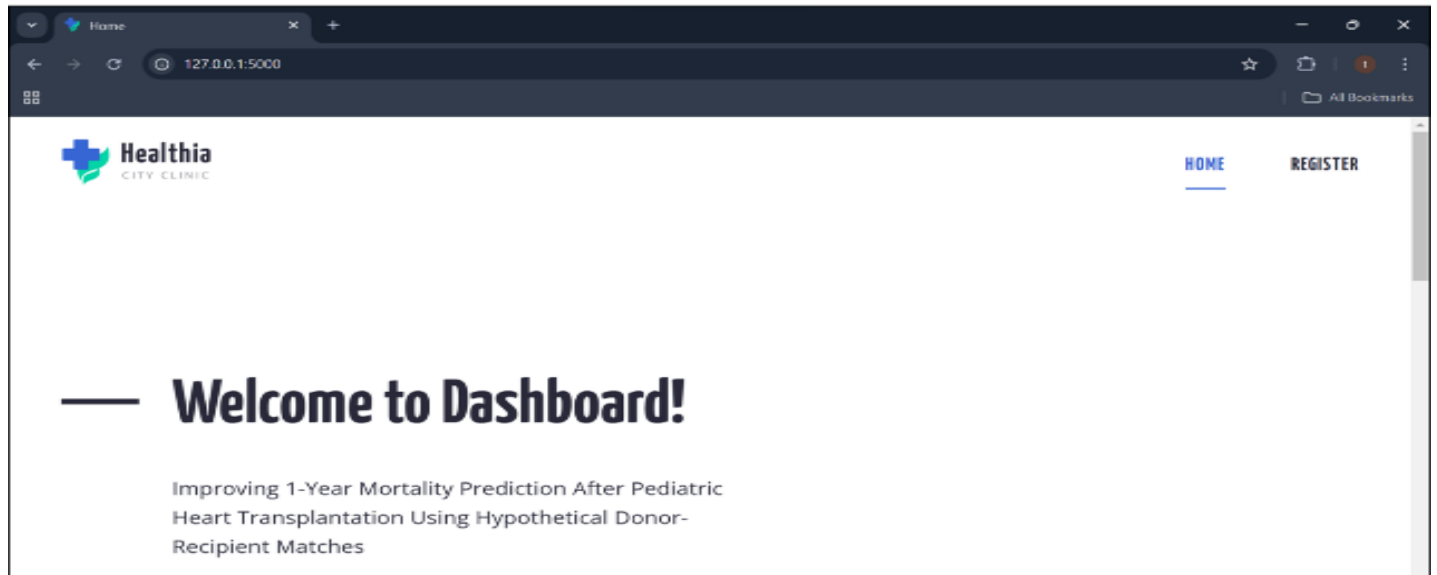 Home
127.0.0.1:5000
1
All Bookmarks
Healthia
CITY CLINIC
HOME
REGISTER
Welcome to Dashboard!
Improving 1-Year Mortality Prediction After Pediatric
Heart Transplantation Using Hypothetical Donor-
Recipient Matches